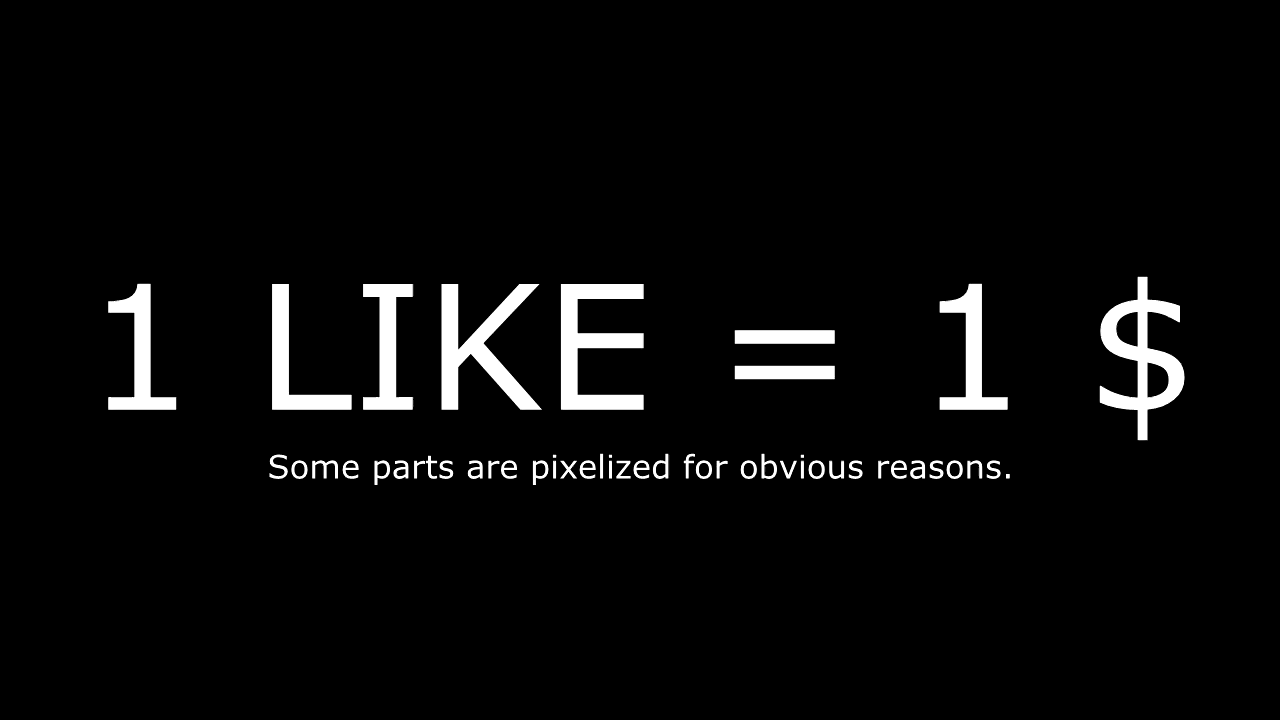 1 LIKE = 1 $
Some parts are pixelized for obvious reasons.